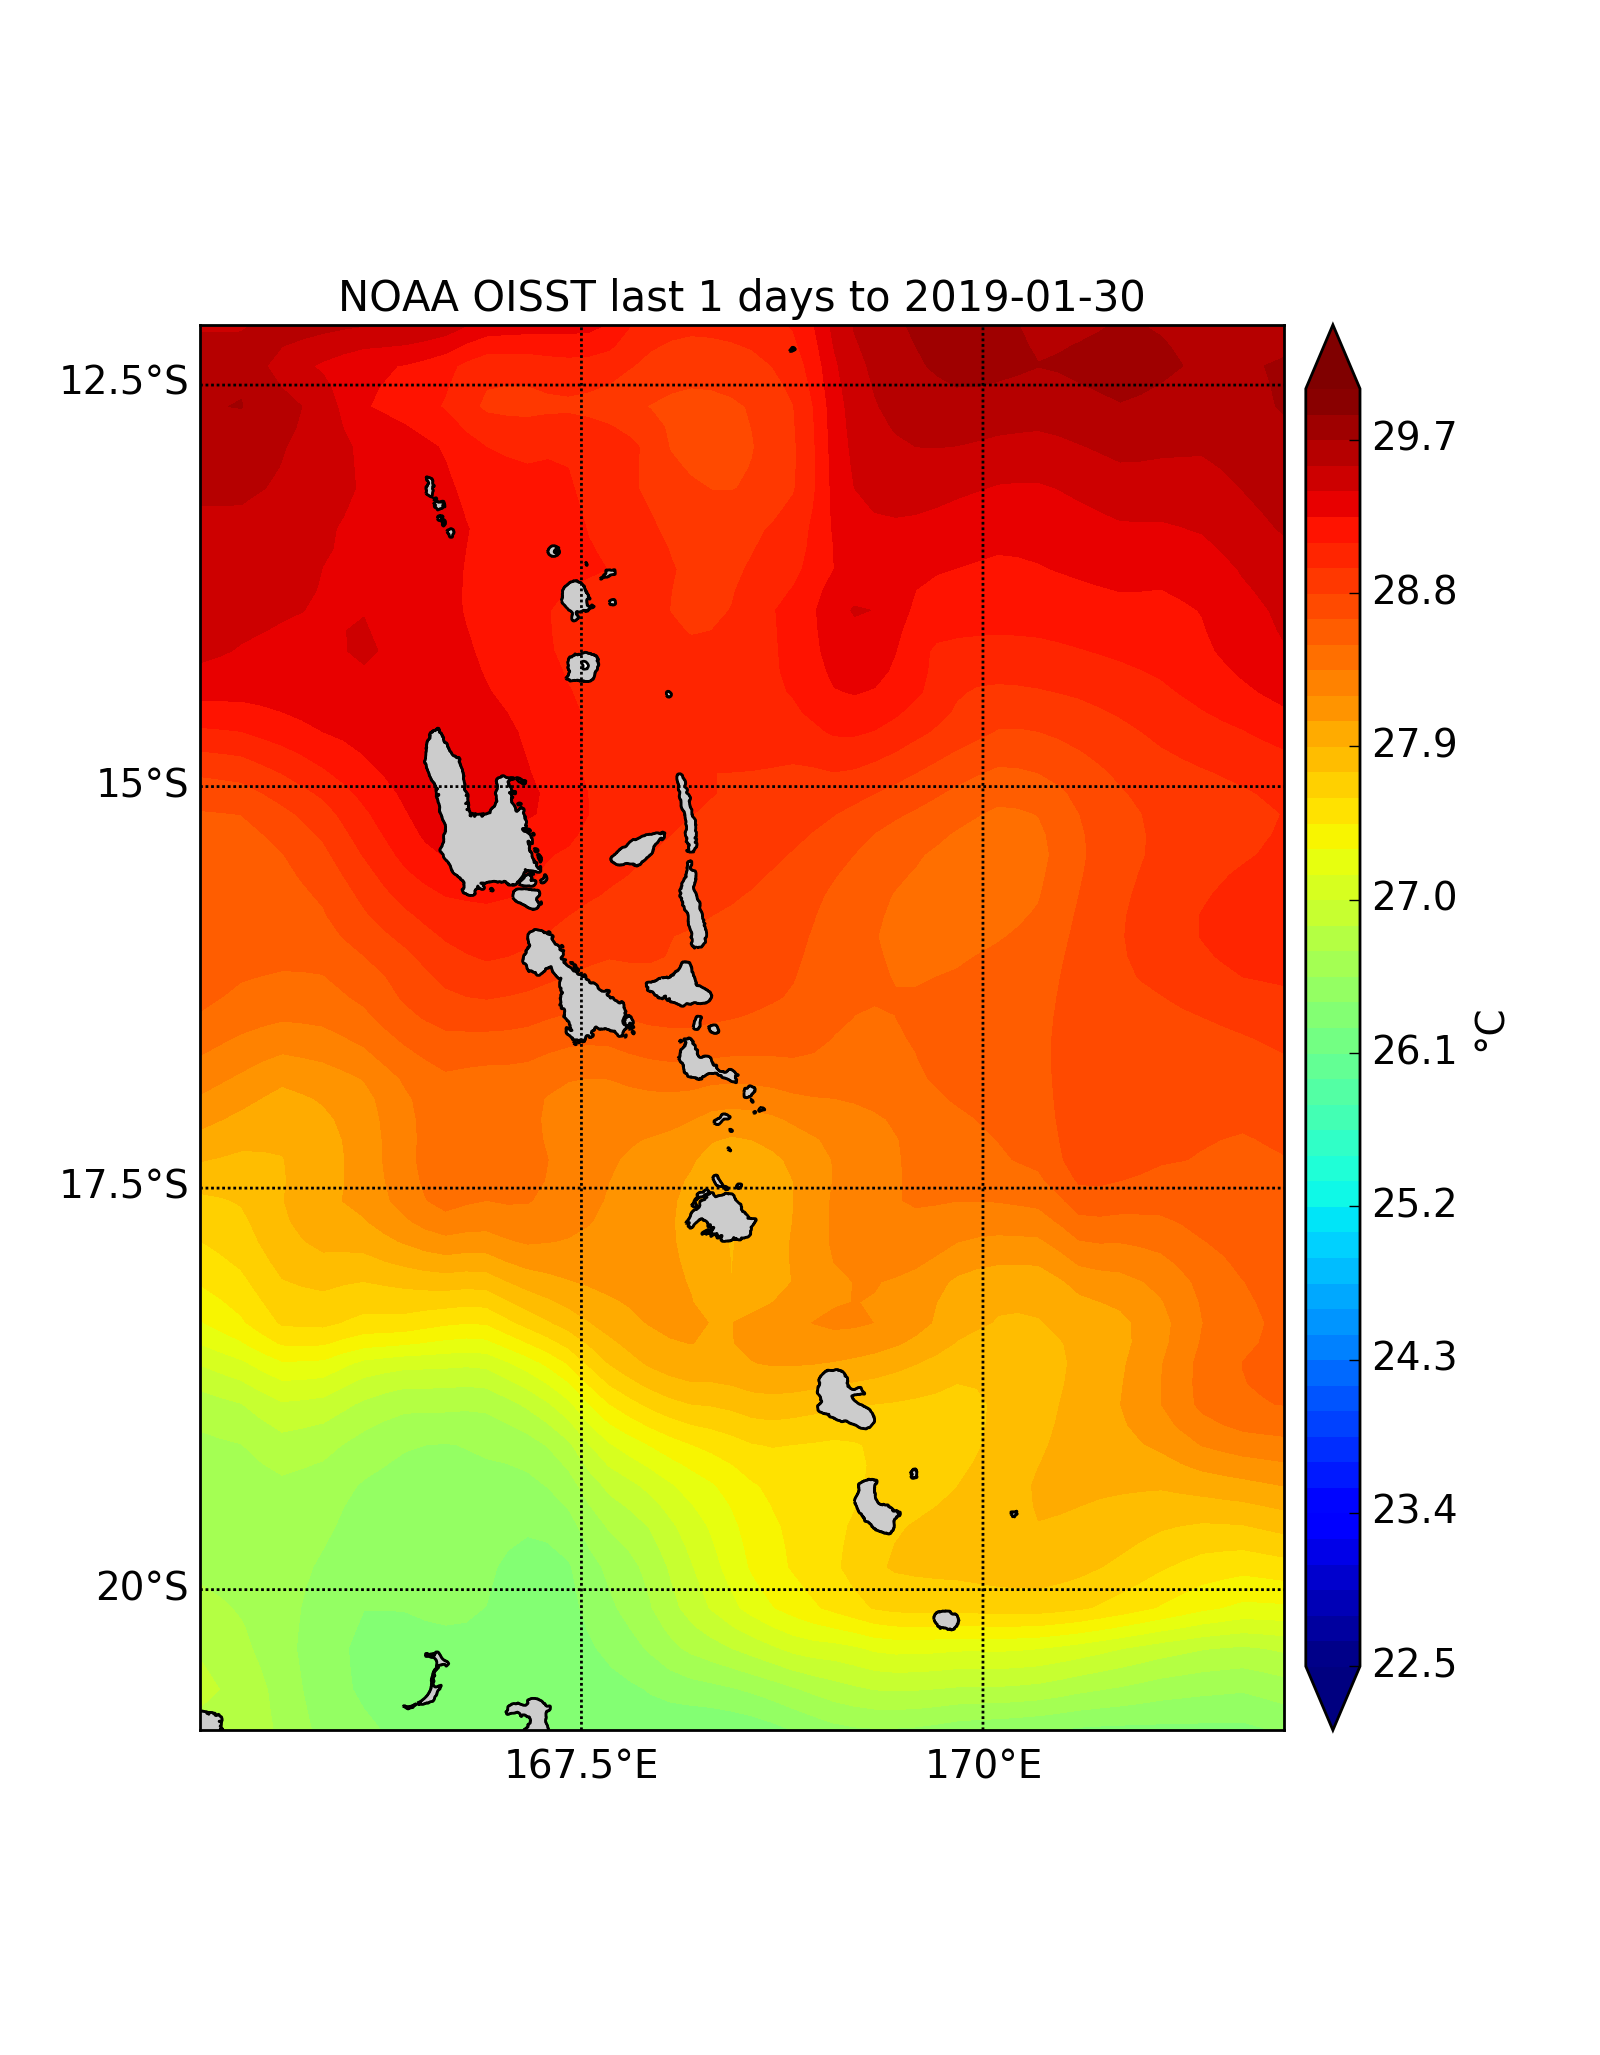 NOAA OISST last 1 days to 2019-01-30
12.5°S
15°S
17.5°S
20°S
167.5°E
170°E
29.7
28.8
27.9
27.0
26.1
25.2
24.3
23.4
22.5
°C